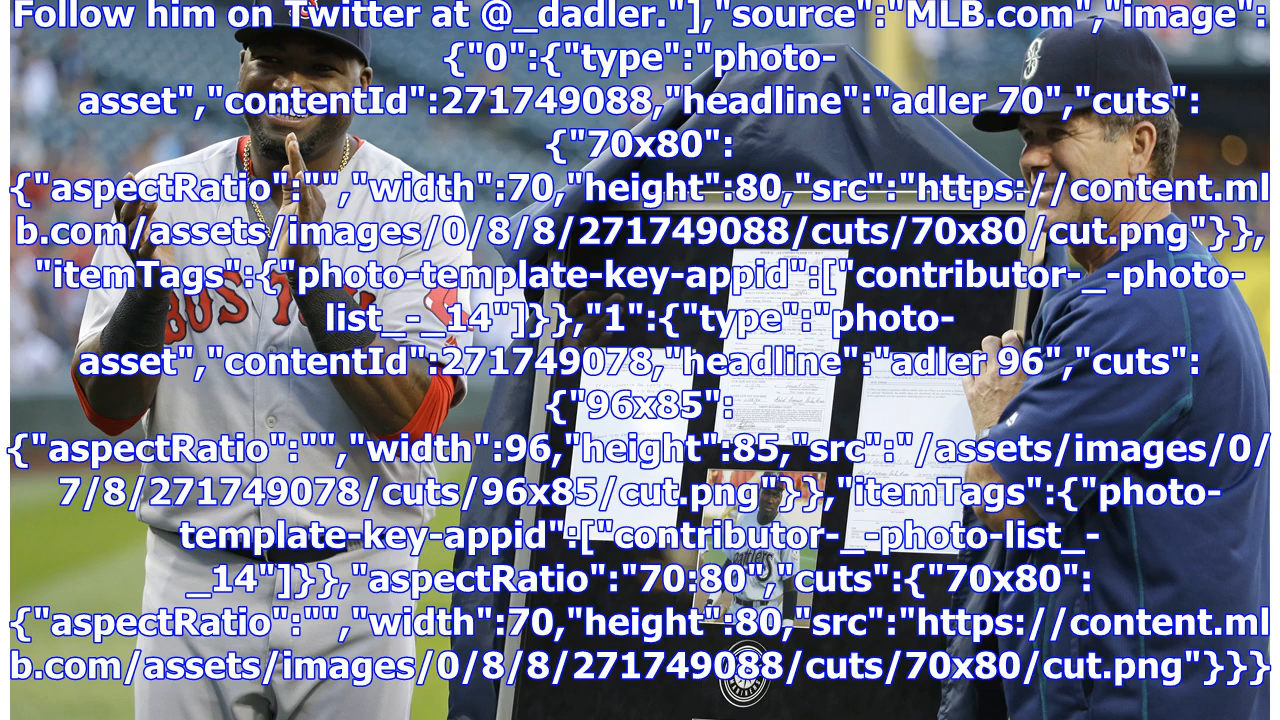 Follow him on Twitter at @_dadler."],"source":"MLB.com","image":
{"0":{"type":"photo-
asset","contentId":271749088,"headline":"adler 70","cuts":
{"70x80":
{"aspectRatio":"","width":70,"height":80,"src":"https://content.ml
b.com/assets/images/0/8/8/271749088/cuts/70x80/cut.png"}},
"itemTags":{"photo-template-key-appid":["contributor-_-photo-
list_-_14"]}},"1":{"type":"photo-
asset","contentId":271749078,"headline":"adler 96","cuts":
{"96x85":
{"aspectRatio":"","width":96,"height":85,"src":"/assets/images/0/
7/8/271749078/cuts/96x85/cut.png"}},"itemTags":{"photo-
template-key-appid":["contributor-_-photo-list_-
_14"]}},"aspectRatio":"70:80","cuts":{"70x80":
{"aspectRatio":"","width":70,"height":80,"src":"https://content.ml
b.com/assets/images/0/8/8/271749088/cuts/70x80/cut.png"}}}
BOSTON
MARINERS